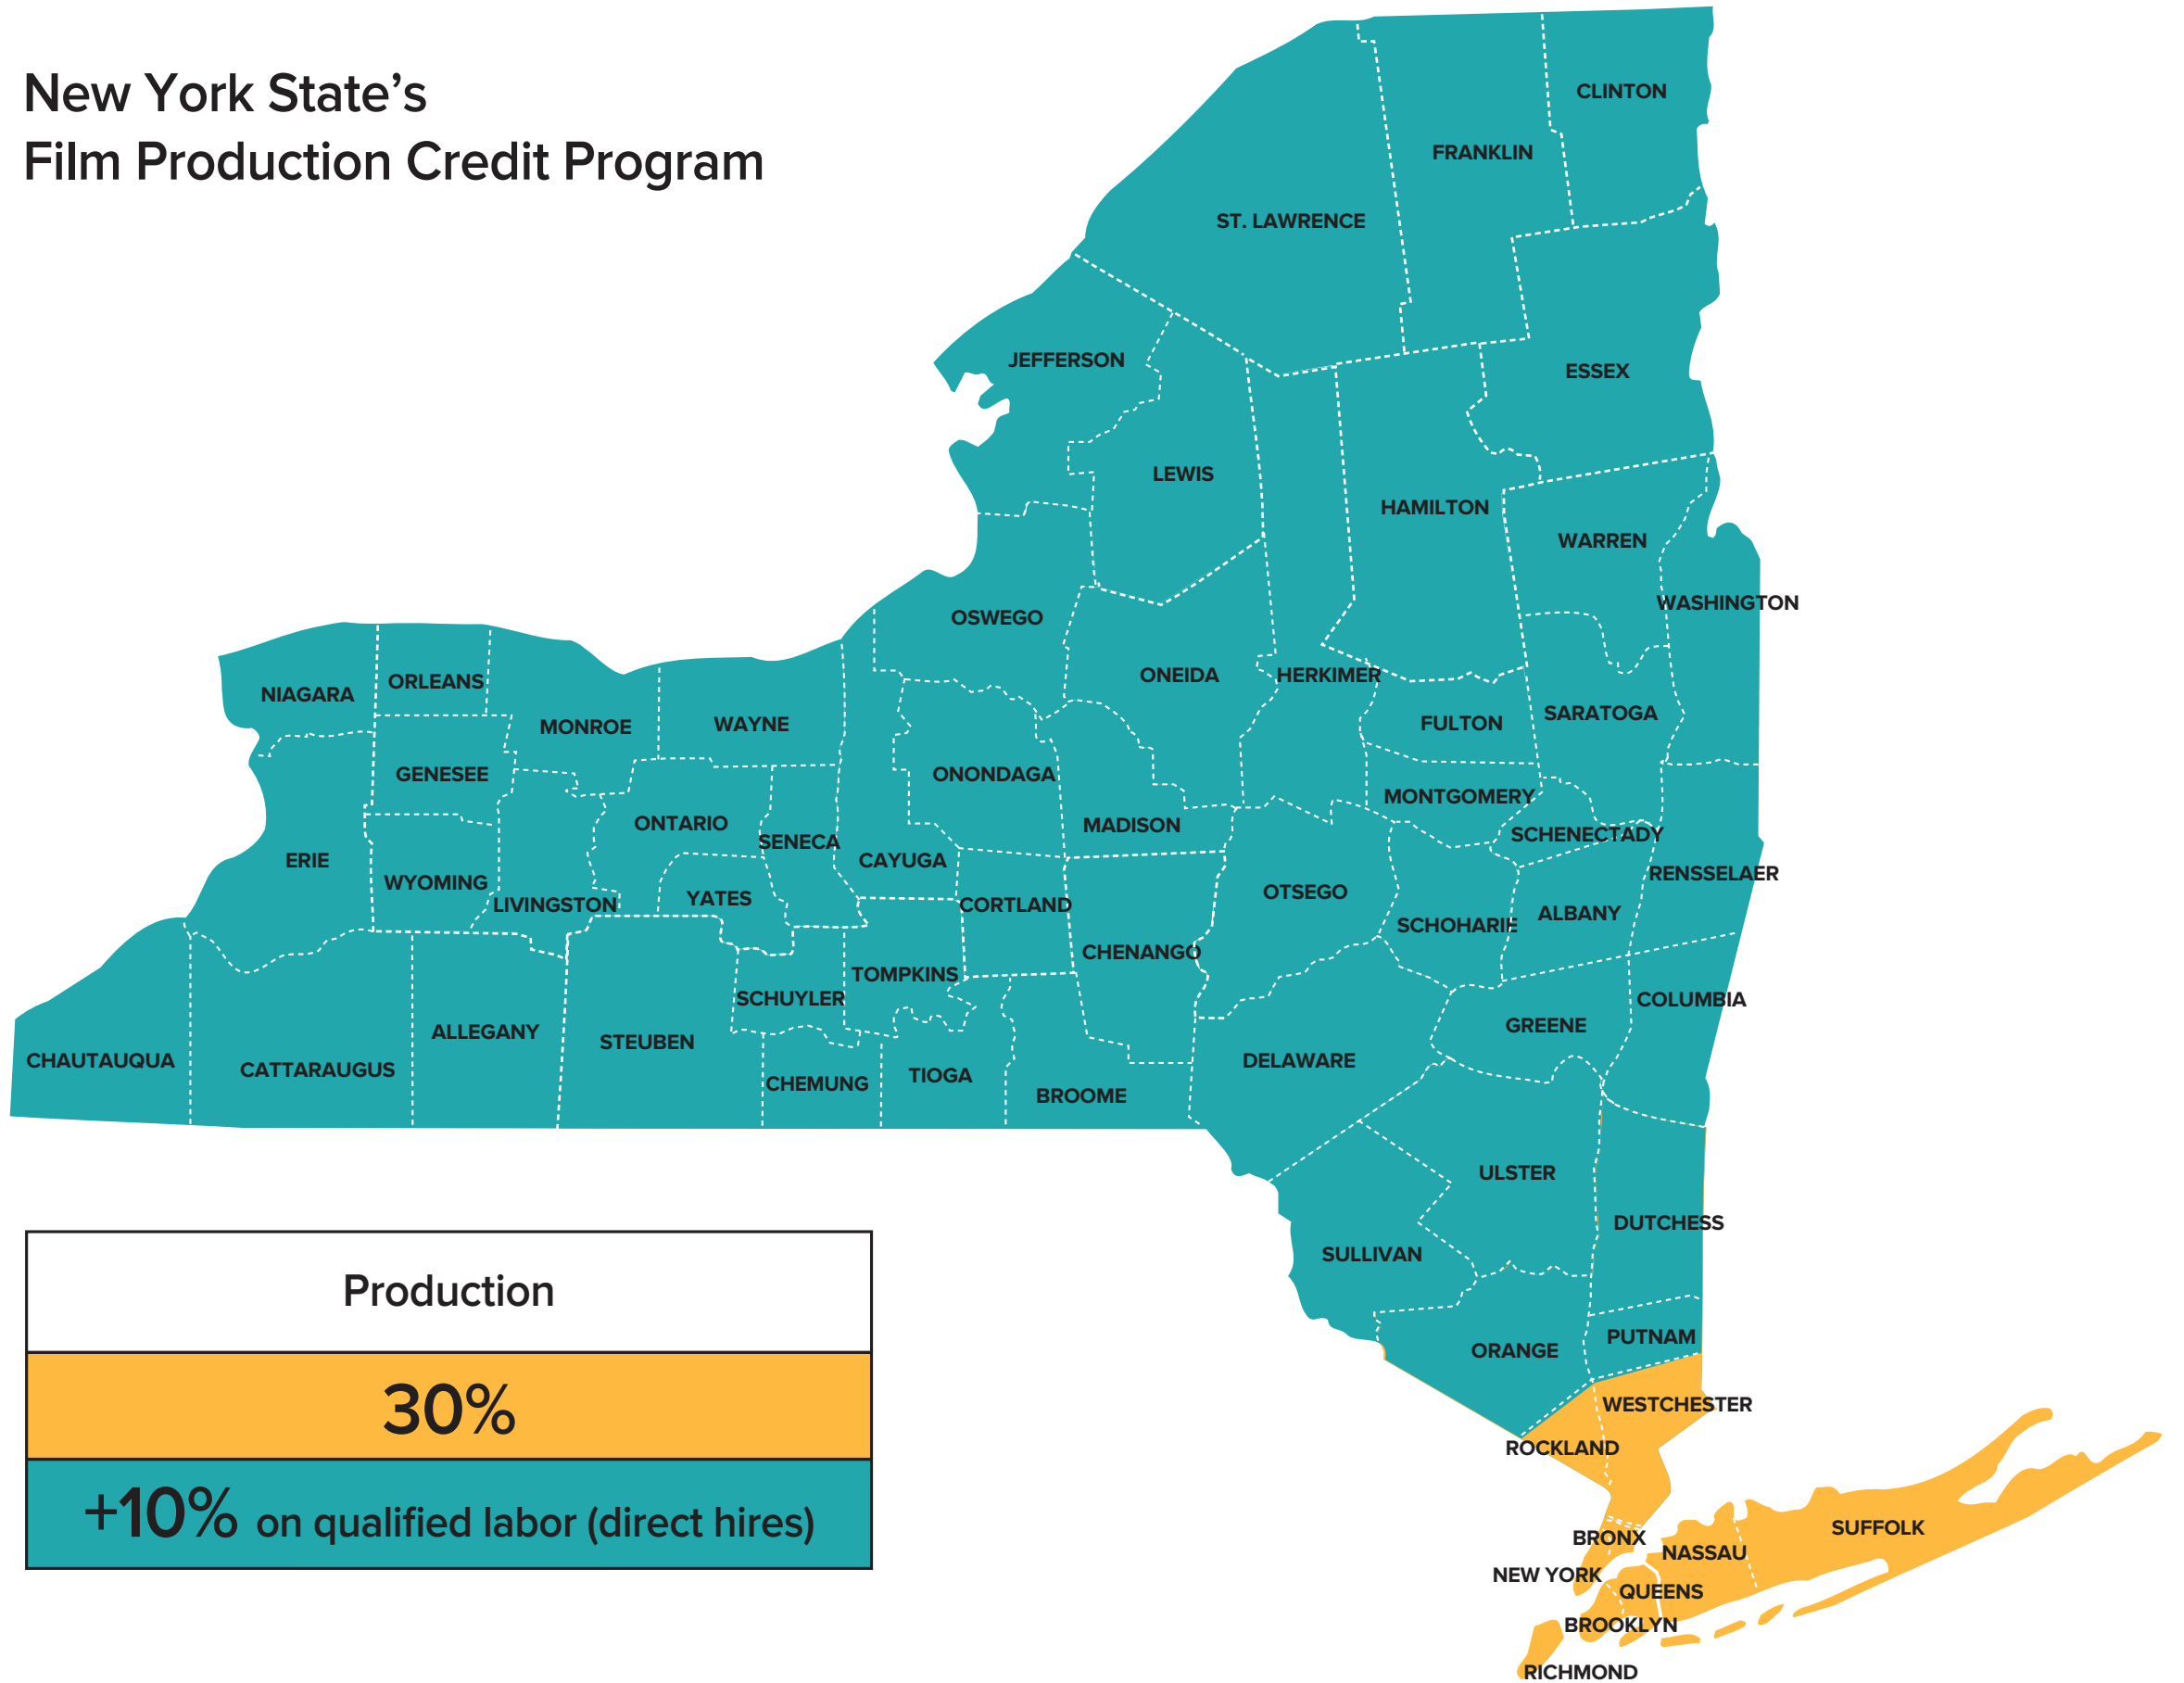 New York State’s
Film Production Credit Program
CLINTON
FRANKLIN
ST. LAWRENCE
JEFFERSON
ESSEX
LEWIS
HAMILTON
WARREN
WASHINGTON
OSWEGO
ONEIDA
HERKIMER
NIAGARA
ORLEANS
MONROE
WAYNE
FULTON
SARATOGA
GENESEE
ONONDAGA
MONTGOMERY
ONTARIO
SENECA
MADISON
SCHENECTADY
ERIE
CAYUGA
RENSSELAER
WYOMING
LIVINGSTON
YATES
CORTLAND
OTSEGO
SCHOHARIE
ALBANY
CHENANGO
TOMPKINS
SCHUYLER
COLUMBIA
GREENE
ALLEGANY
STEUBEN
CHAUTAUQUA
CATTARAUGUS
CHEMUNG
TIOGA
BROOME
DELAWARE
ULSTER
DUTCHESS
SULLIVAN
PUTNAM
ORANGE
WESTCHESTER
ROCKLAND
SUFFOLK
BRONX
NASSAU
NEW YORK
QUEENS
BROOKLYN
RICHMOND
Production
30%
+10% on qualified labor (direct hires)